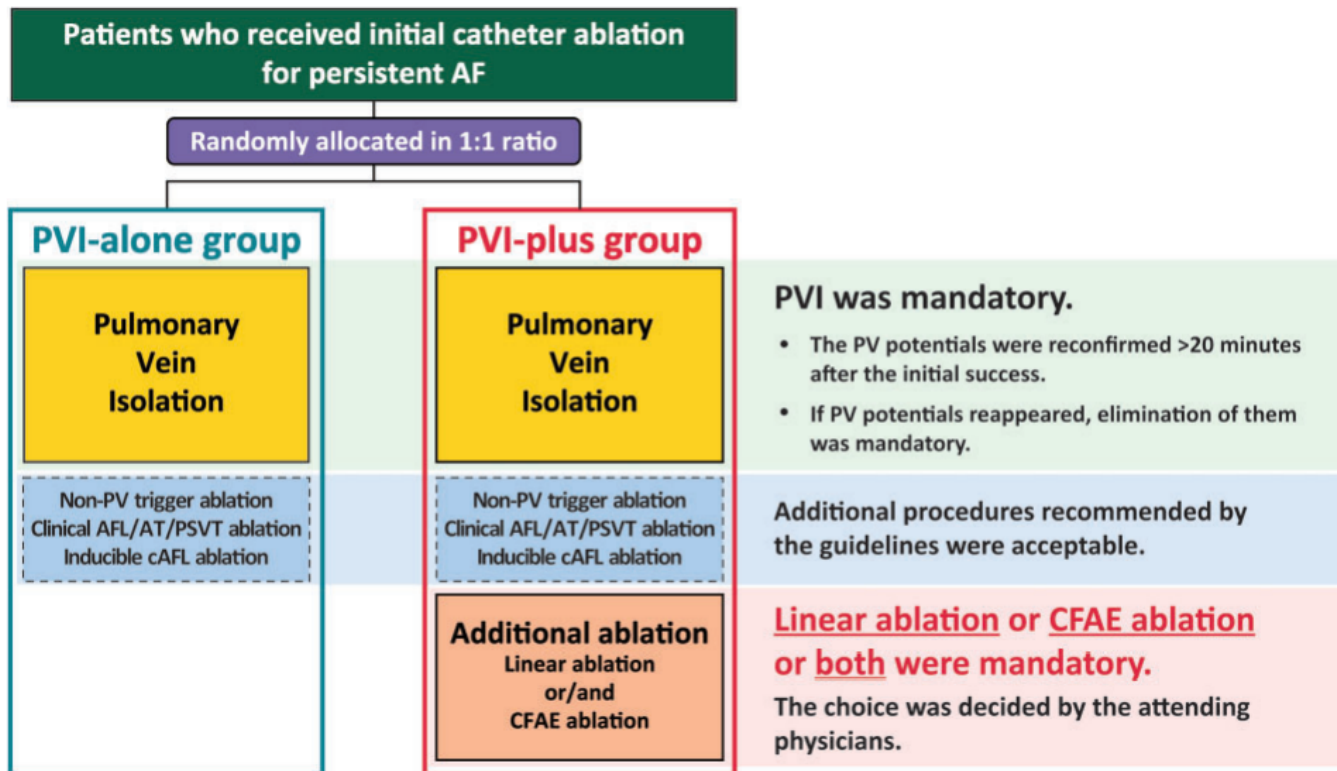 Patients who received initial catheter ablation
for persistent AF
Randomly allocated in 1:1 ratio
PVI-alone group
Pulmonary
Vein
Isolation
Non-PV trigger ablation
Clinical AFL/AT/PSVT ablation
Inducible cAFL ablation
PVI-plus group
Pulmonary
Vein
Isolation
Non-PV trigger ablation
Clinical AFL/AT/PSVT ablation
Inducible cAFL ablation
Additional ablation
Linear ablation
or/and
CFAE ablation
PVI was mandatory.
• The PV potentials were reconfirmed >20 minutes
after the initial success.
• If PV potentials reappeared, elimination of them
was mandatory.
Additional procedures recommended by
the guidelines were acceptable.
Linear ablation or CFAE ablation
or both were mandatory.
The choice was decided by the attending
physicians.